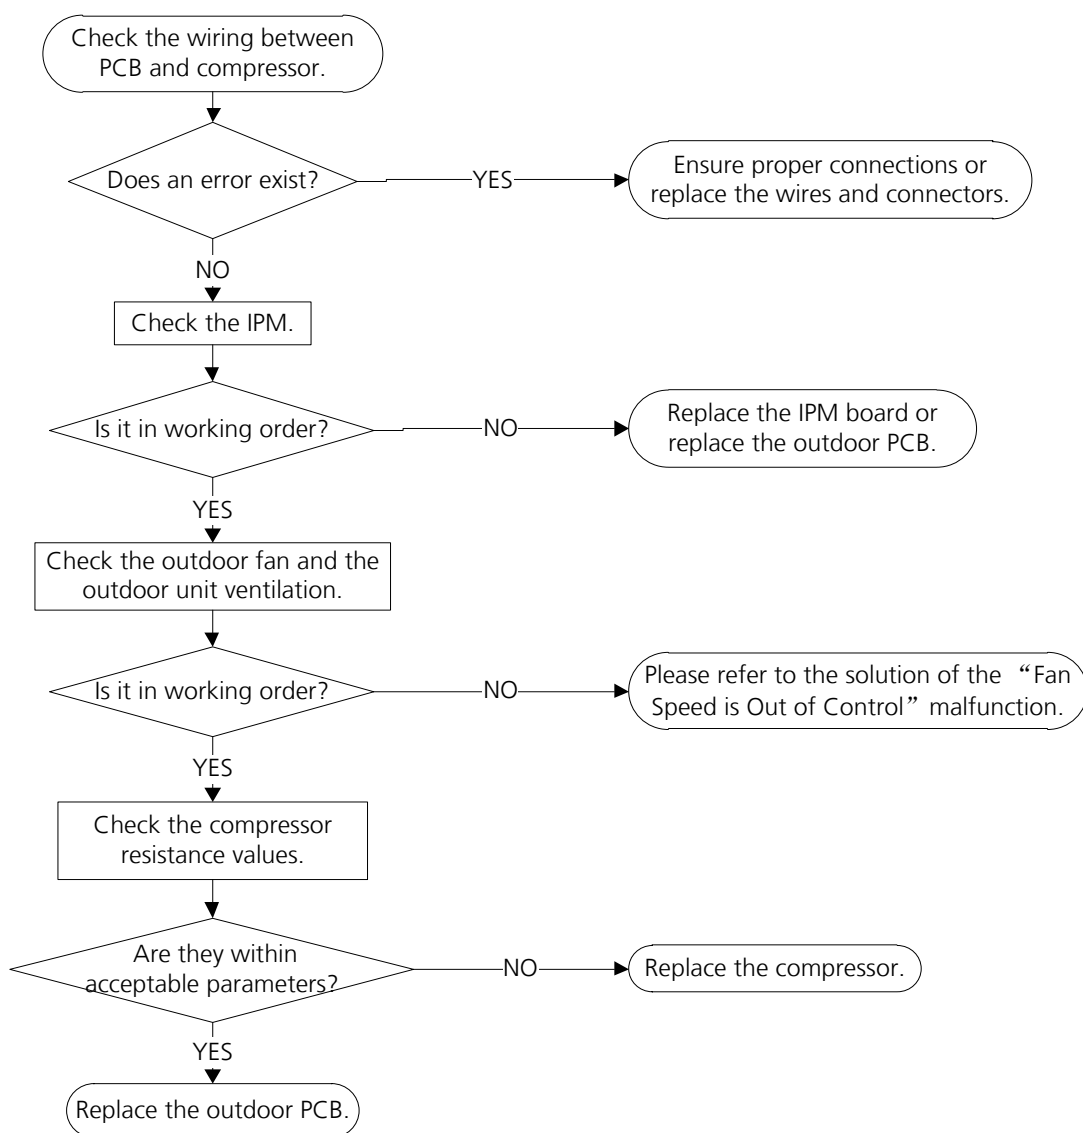 Check the wiring between
PCB and compressor.
Does an error exist?
YES
Ensure proper connections or
replace the wires and connectors.
NO
Check the IPM.
Is it in working order?
NO
Replace the IPM board or
replace the outdoor PCB.
YES
Check the outdoor fan and the
outdoor unit ventilation.
Is it in working order?
NO
Please refer to the solution of the “Fan
Speed is Out of Control” malfunction.
YES
Check the compressor
resistance values.
Are they within
acceptable parameters?
NO
Replace the compressor.
YES
Replace the outdoor PCB.